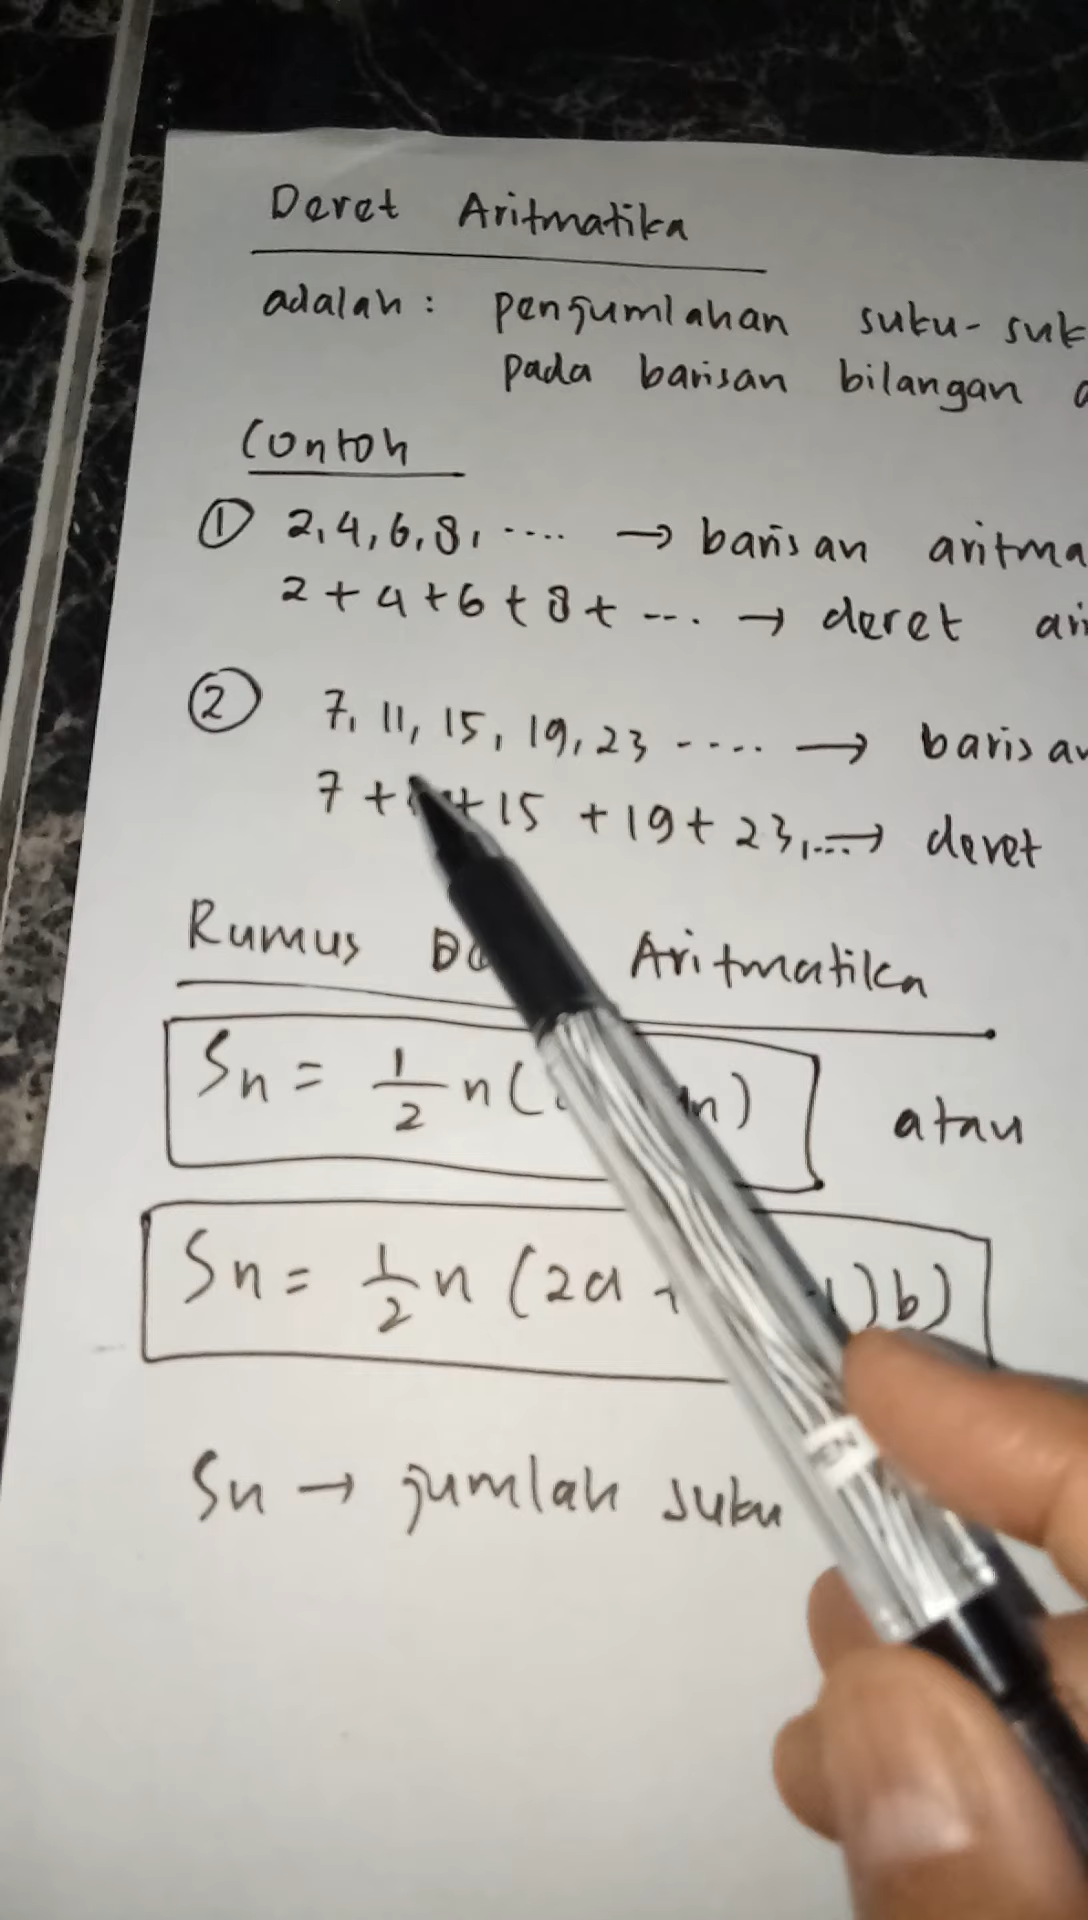 Deret Aritmatika
adalah : penjumlahan suku-suk
pada barisan bilangan a
Contoh
① 2, 4, 6, 8, .... → barisan aritma
2 + 4 + 6 + 8 + .... → deret ari
② 7, 11, 15, 19, 23 .... → barisan
7 + + 15 + 19 + 23,... → deret
Rumus Aritmatika
Sn = 1/2 n ( n) atau
Sn = 1/2 n (2a + )b)
Sn → jumlah suku